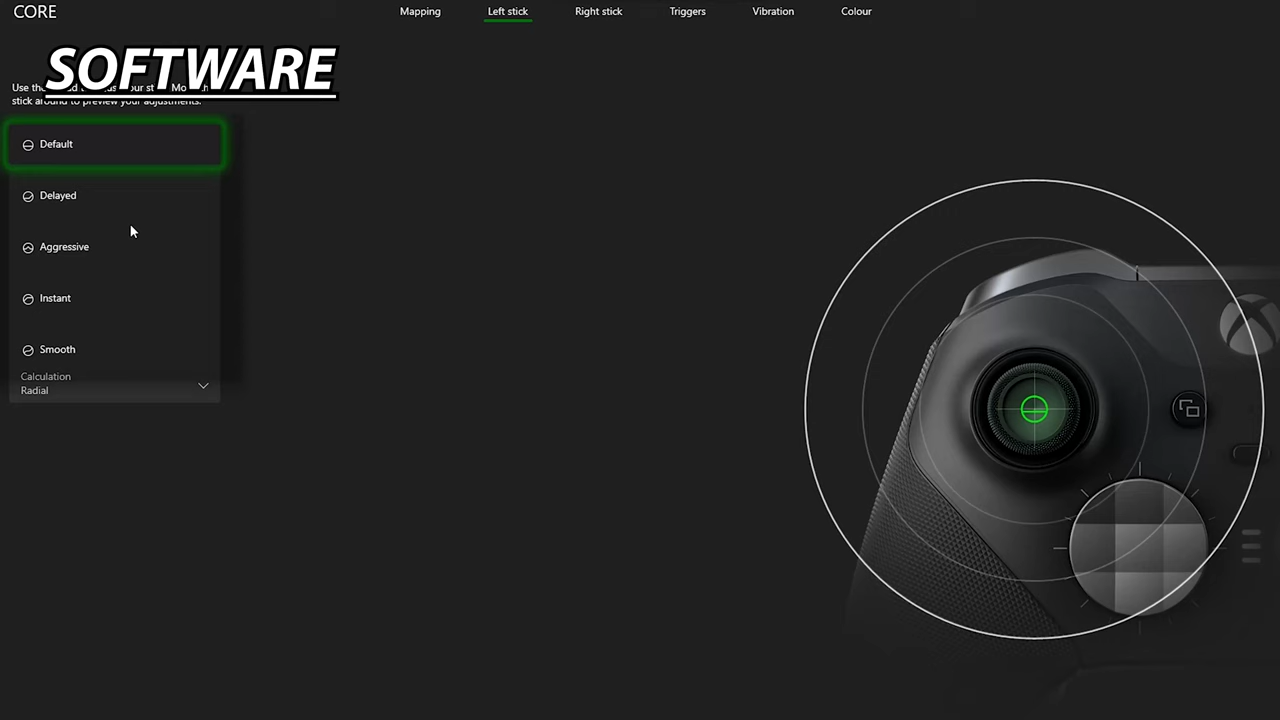 CORE
Mapping
Left stick
Right stick
Triggers
Vibration
Colour
SOFTWARE
Use the
stick around to preview your adjustments.
Default
Delayed
Aggressive
Instant
Smooth
Calculation
Radial